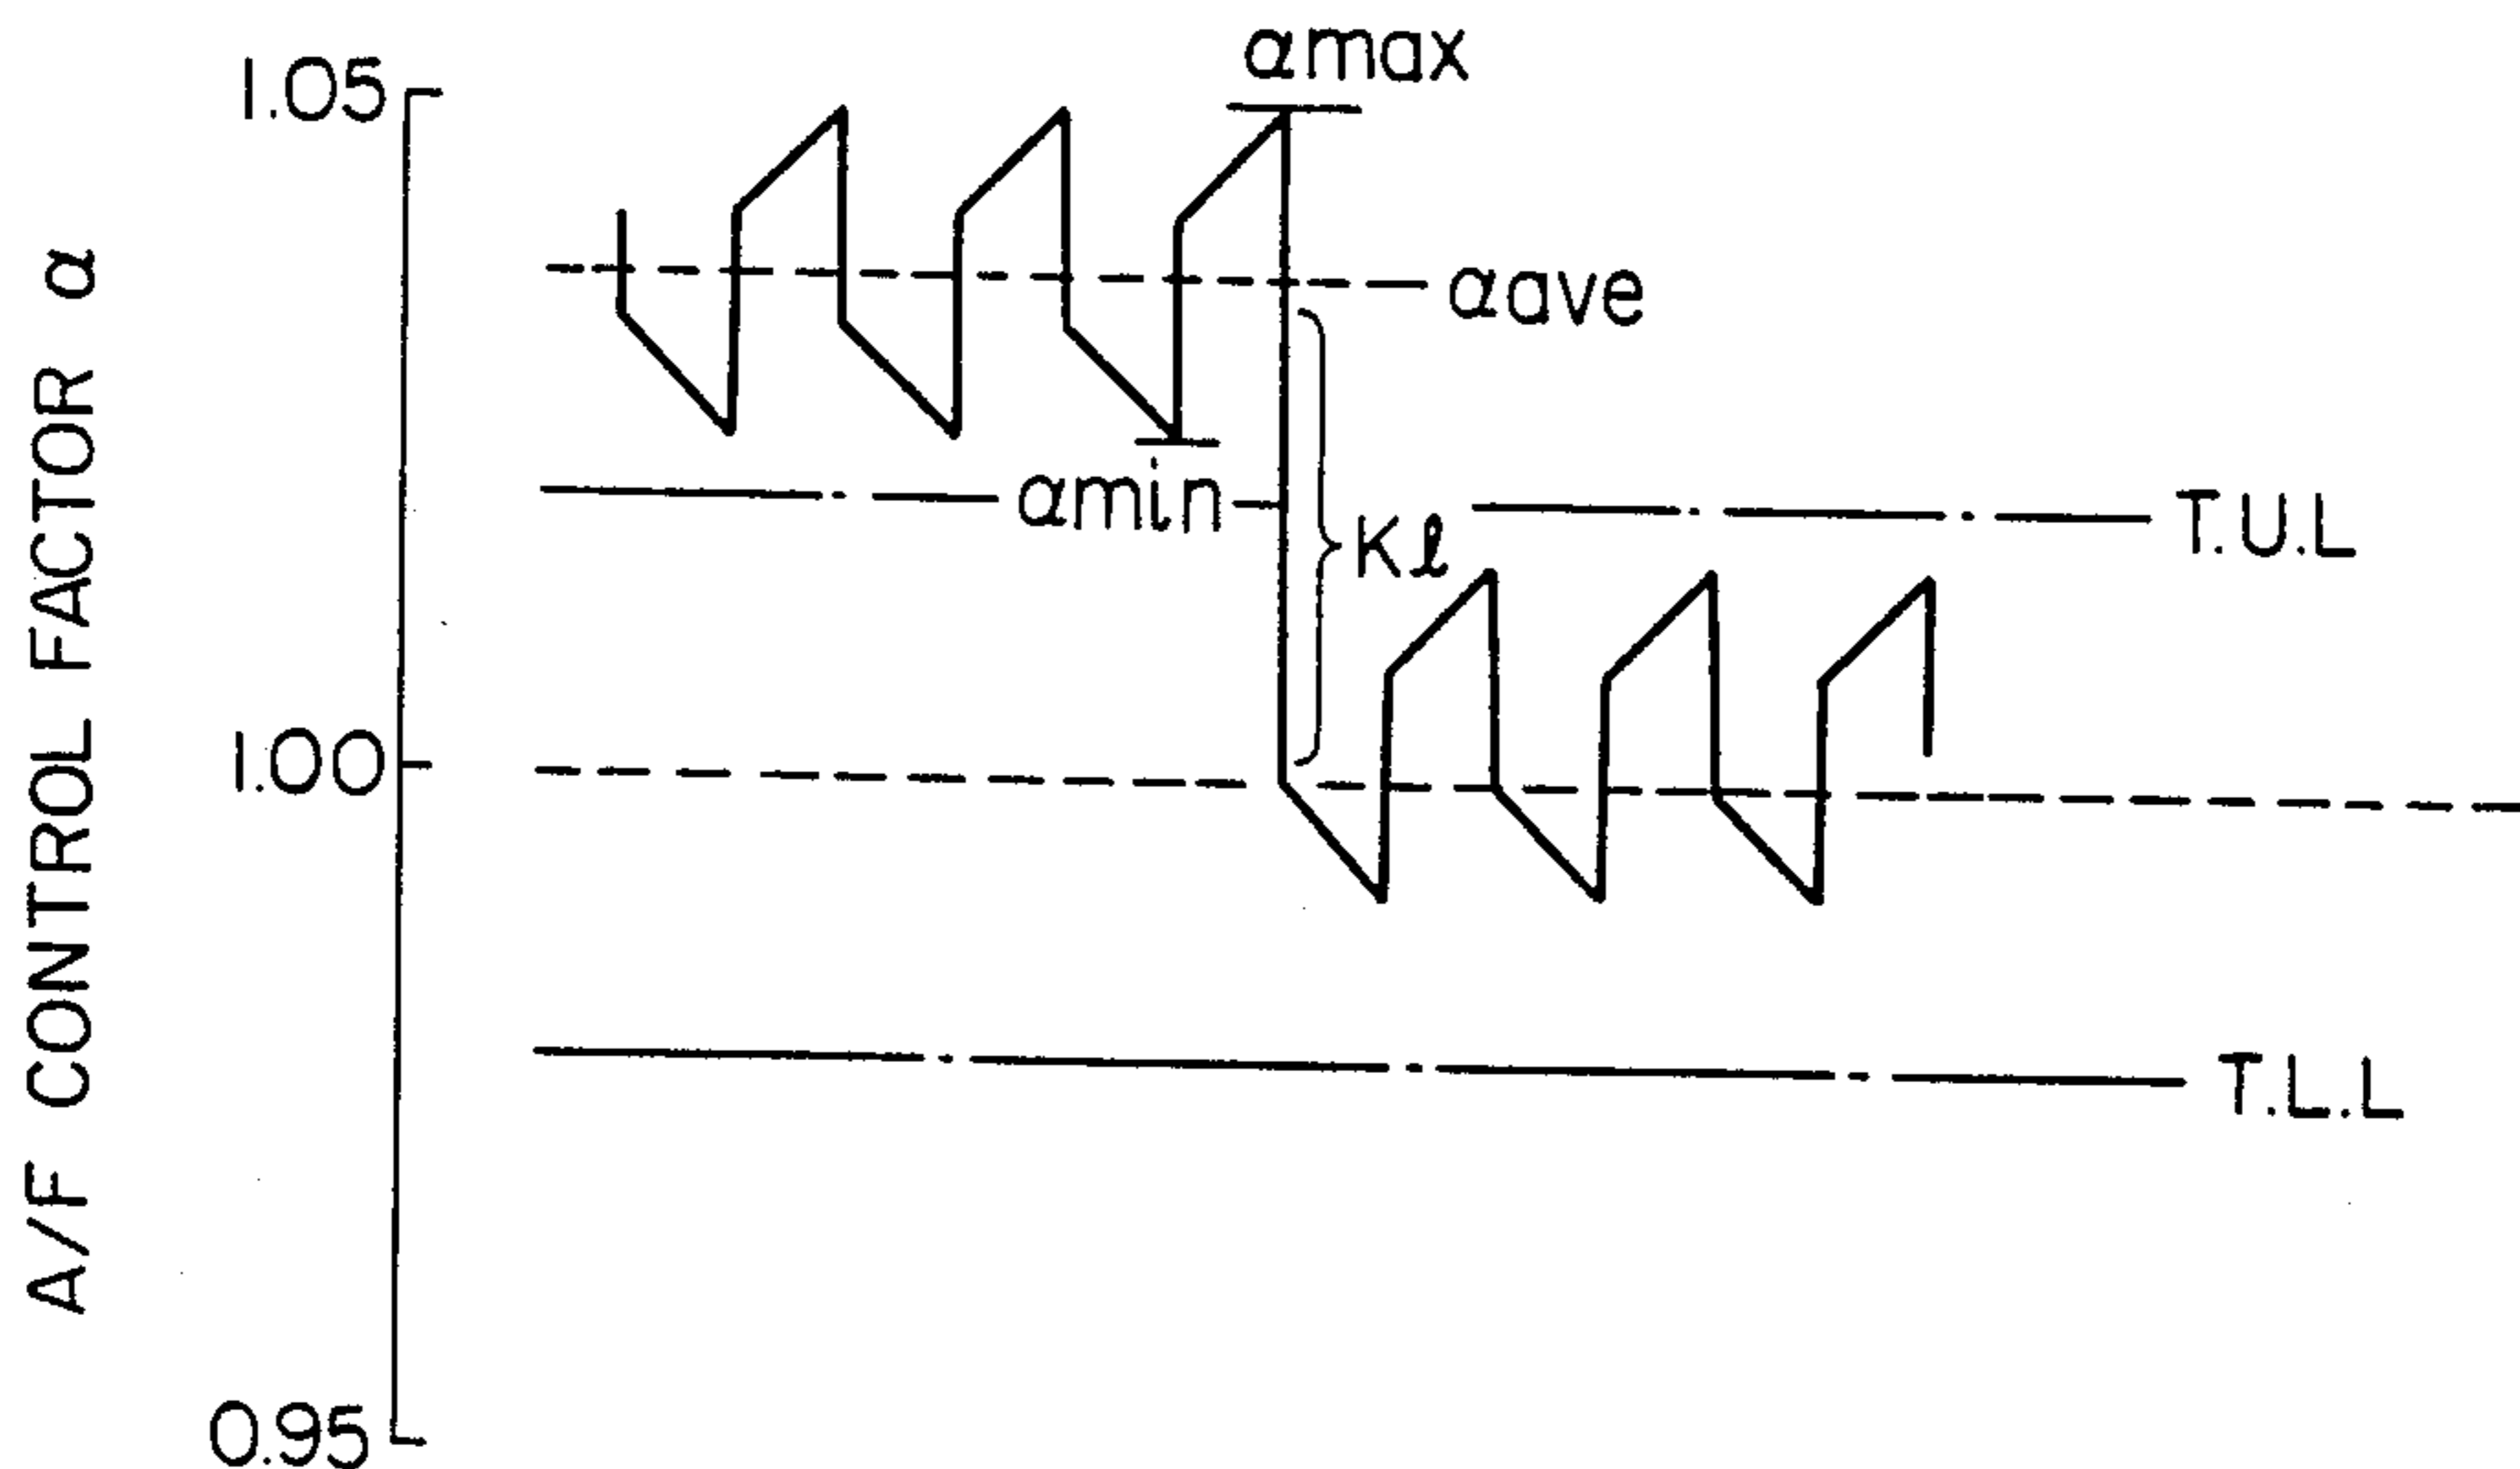 αmax
1.05
αave
αmin
T.U.L
Kℓ
1.00
T.L.L
0.95
A/F CONTROL FACTOR α